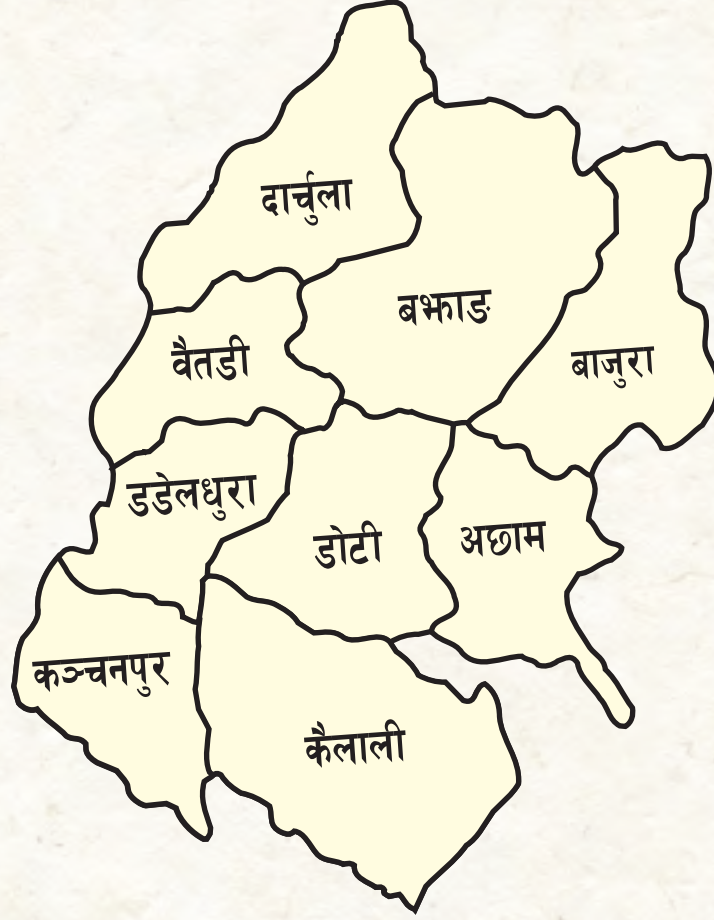 दार्चुला
बझाङ
वैतडी
बाजुरा
डडेलधुरा
डोटी
अछाम
कञ्चनपुर
कैलाली